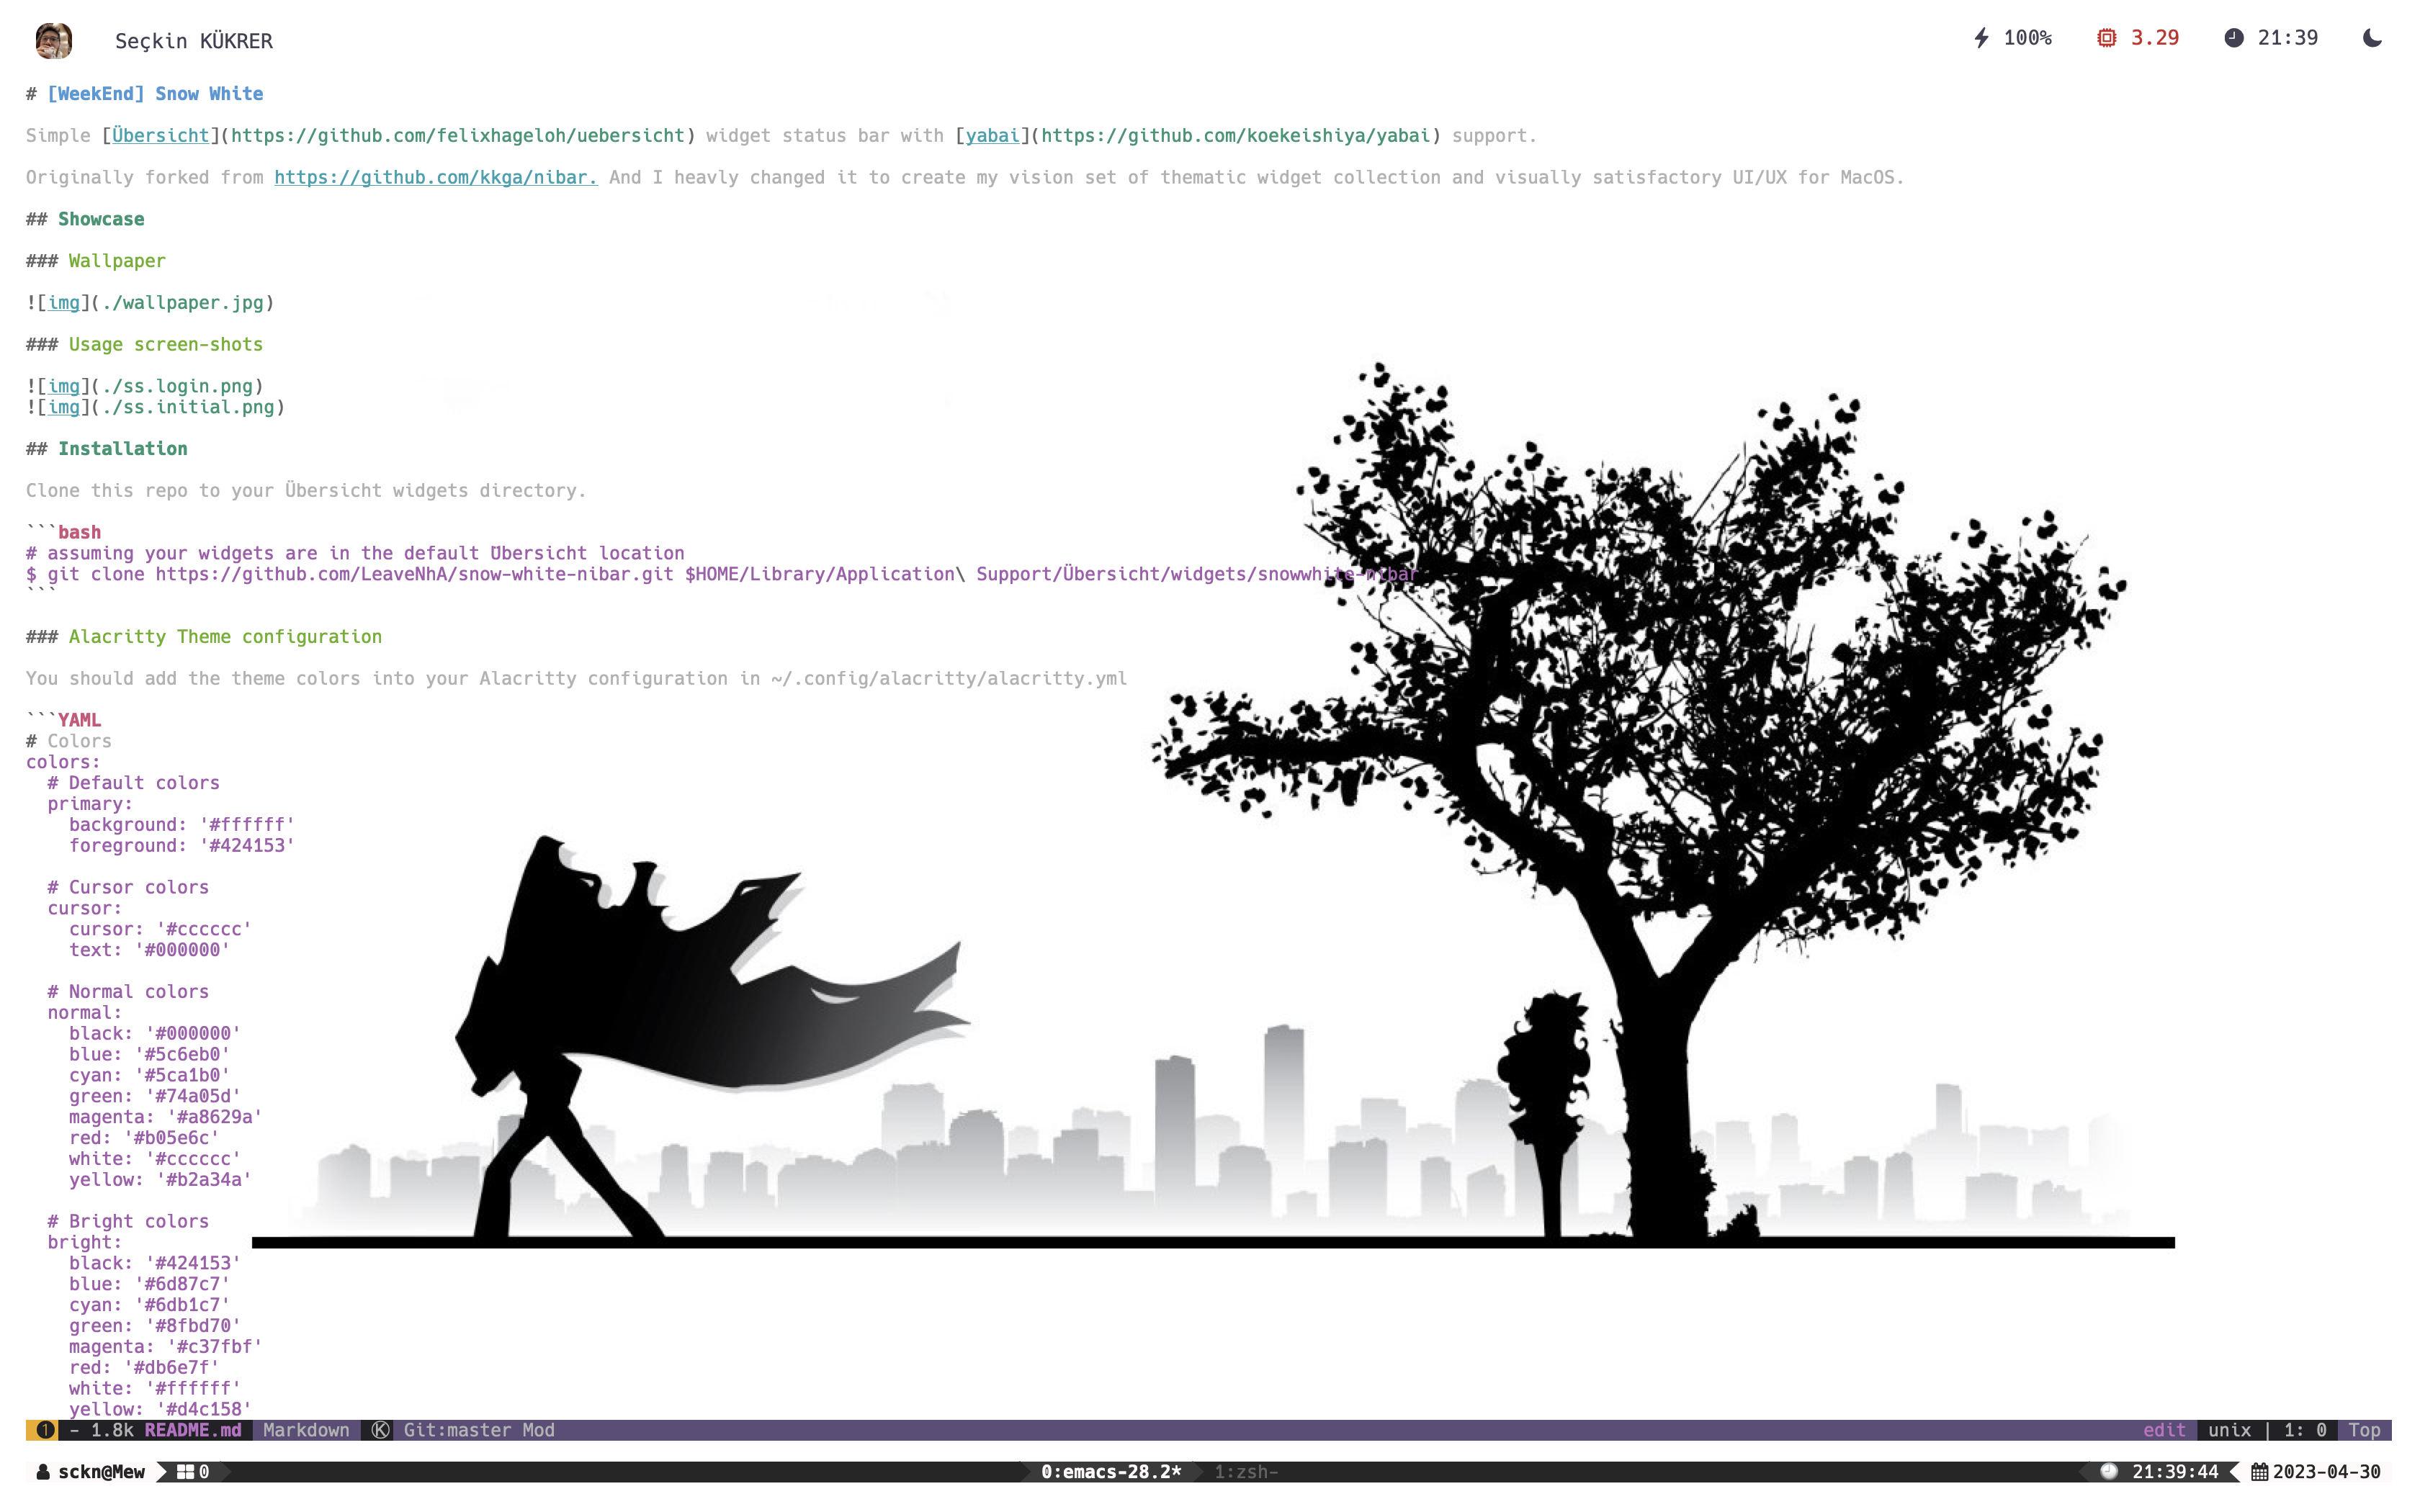 Seçkin KÜKRER
100%
3.29
21:39
# [WeekEnd] Snow White
Simple [Übersicht](https://github.com/felixhageloh/uebersicht) widget status bar with [yabai](https://github.com/koekeishiya/yabai) support.
Originally forked from https://github.com/kkga/nibar. And I heavly changed it to create my vision set of thematic widget collection and visually satisfactory UI/UX for MacOS.
## Showcase
### Wallpaper
![img](./wallpaper.jpg)
### Usage screen-shots
![img](./ss.login.png)
![img](./ss.initial.png)
## Installation
Clone this repo to your Übersicht widgets directory.
```bash
# assuming your widgets are in the default Übersicht location
$ git clone https://github.com/LeaveNhA/snow-white-nibar.git $HOME/Library/Application\ Support/Übersicht/widgets/snowwhite-nibar
```
### Alacritty Theme configuration
You should add the theme colors into your Alacritty configuration in ~/.config/alacritty/alacritty.yml
```YAML
# Colors
colors:
  # Default colors
  primary:
    background: '#ffffff'
    foreground: '#424153'
  # Cursor colors
  cursor:
    cursor: '#cccccc'
    text: '#000000'
  # Normal colors
  normal:
    black: '#000000'
    blue: '#5c6eb0'
    cyan: '#5ca1b0'
    green: '#74a05d'
    magenta: '#a8629a'
    red: '#b05e6c'
    white: '#cccccc'
    yellow: '#b2a34a'
  # Bright colors
  bright:
    black: '#424153'
    blue: '#6d87c7'
    cyan: '#6db1c7'
    green: '#8fbd70'
    magenta: '#c37fbf'
    red: '#db6e7f'
    white: '#ffffff'
    yellow: '#d4c158'
❶ - 1.8k README.md Markdown Ⓚ Git:master Mod edit unix | 1: 0 Top
sckn@Mew 0 0:emacs-28.2* 1:zsh- 21:39:44 2023-04-30